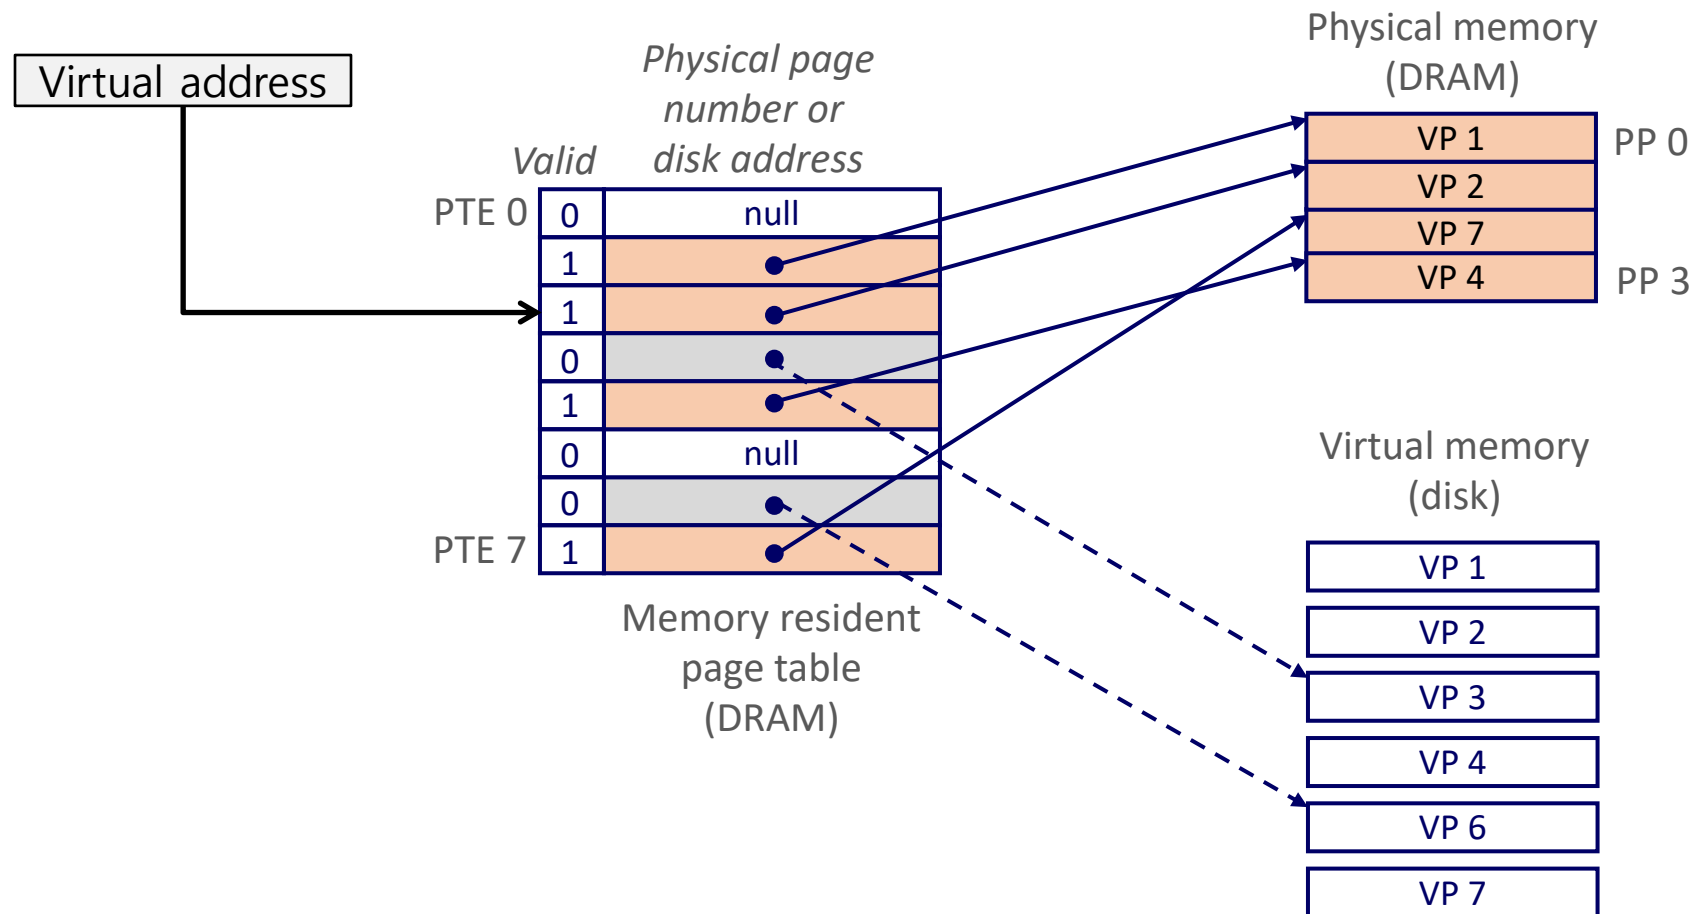 Virtual address
Physical page
number or
disk address
Valid
PTE 0
0
null
1
1
0
1
0
null
0
PTE 7
1
Memory resident
page table
(DRAM)
Physical memory
(DRAM)
VP 1
PP 0
VP 2
VP 7
VP 4
PP 3
Virtual memory
(disk)
VP 1
VP 2
VP 3
VP 4
VP 6
VP 7